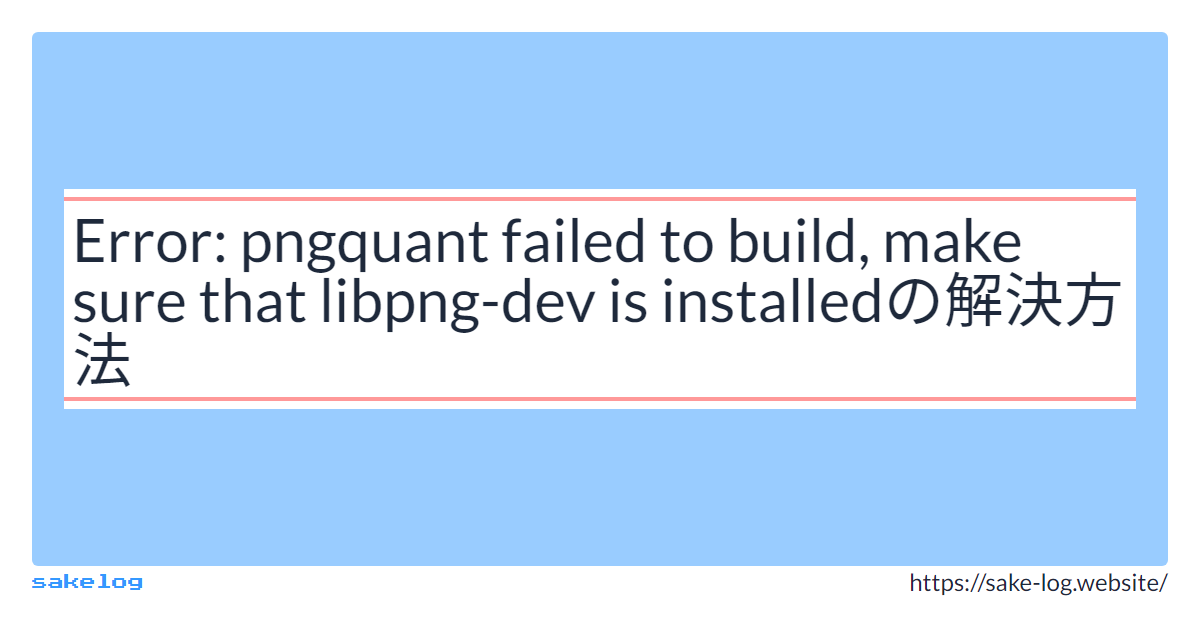 Error: pngquant failed to build, make
sure that libpng-dev is installedの解決方
法
sakelog
https://sake-log.website/